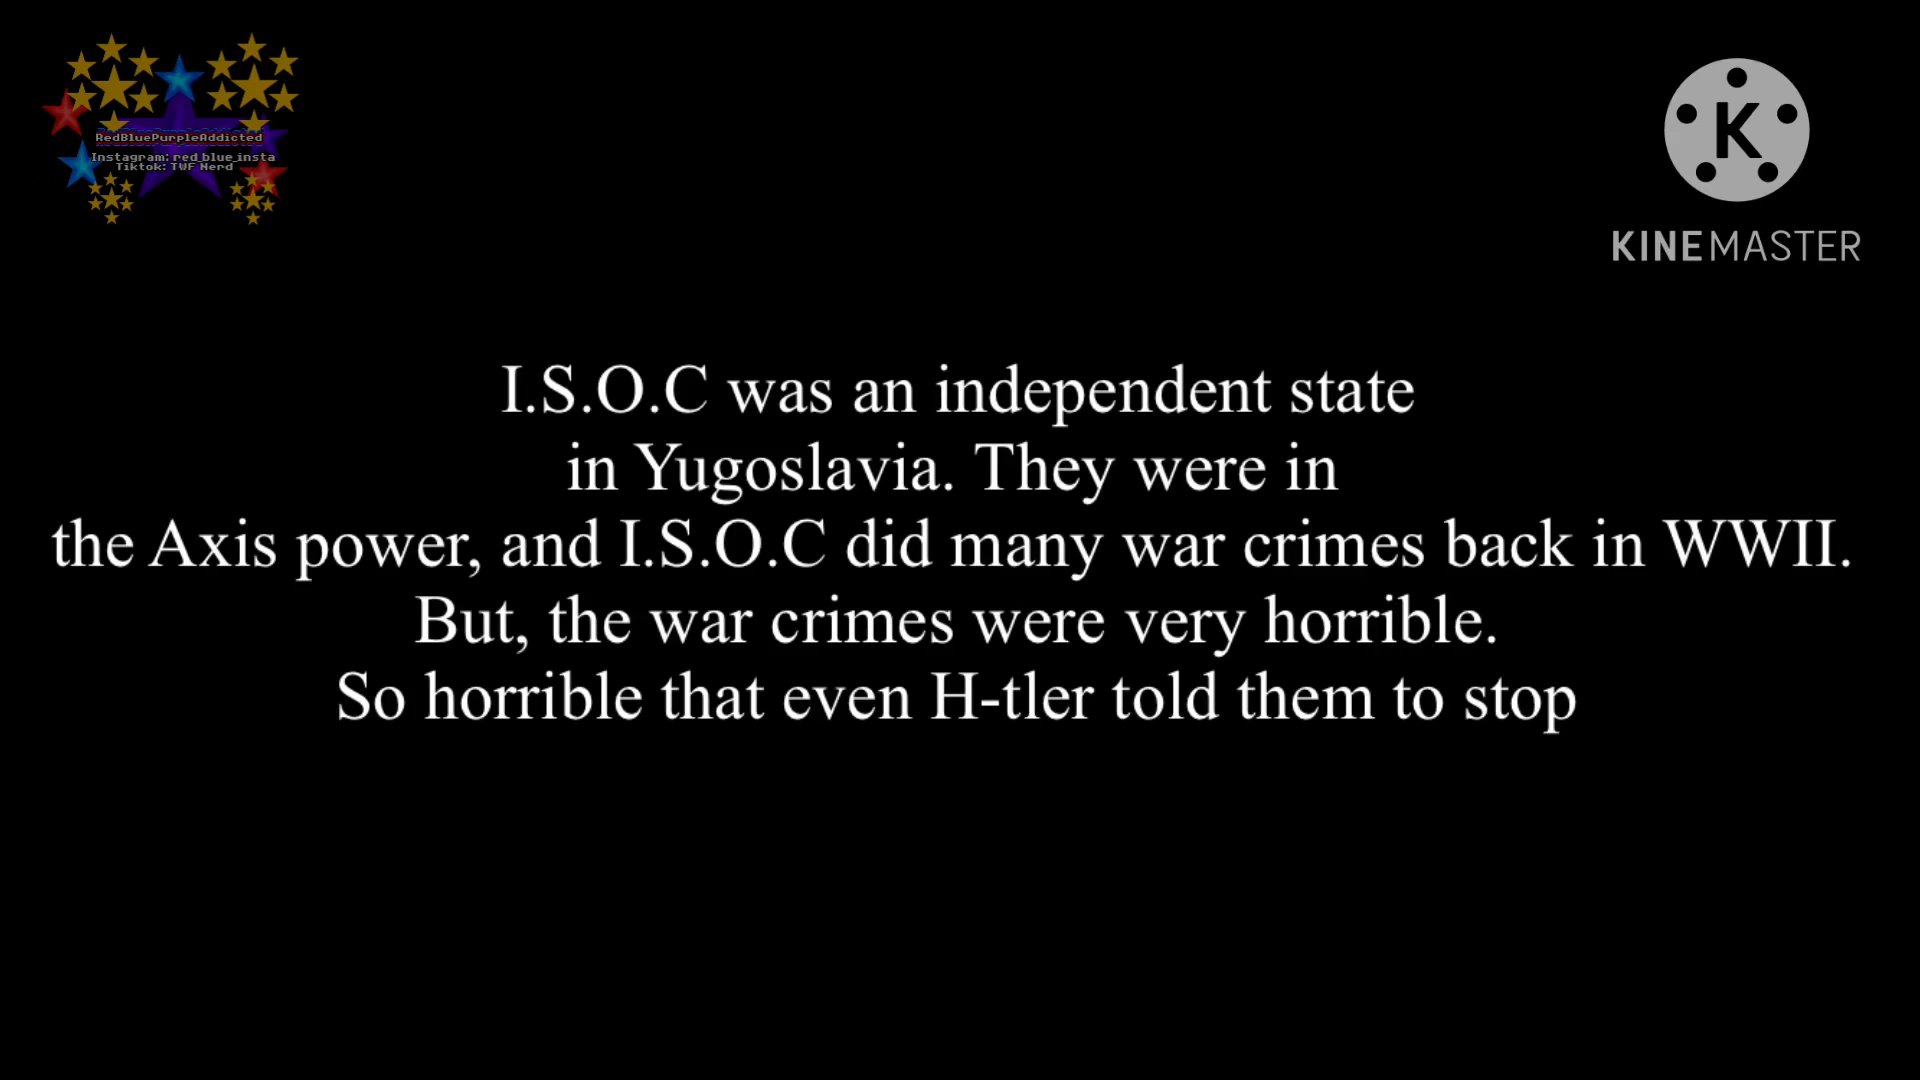 RedBluePurpleAddicted
Instagram: red_blue_insta
Tiktok: TWF Nerd
K
KINEMASTER
I.S.O.C was an independent state
in Yugoslavia. They were in
the Axis power, and I.S.O.C did many war crimes back in WWII.
But, the war crimes were very horrible.
So horrible that even H-tler told them to stop